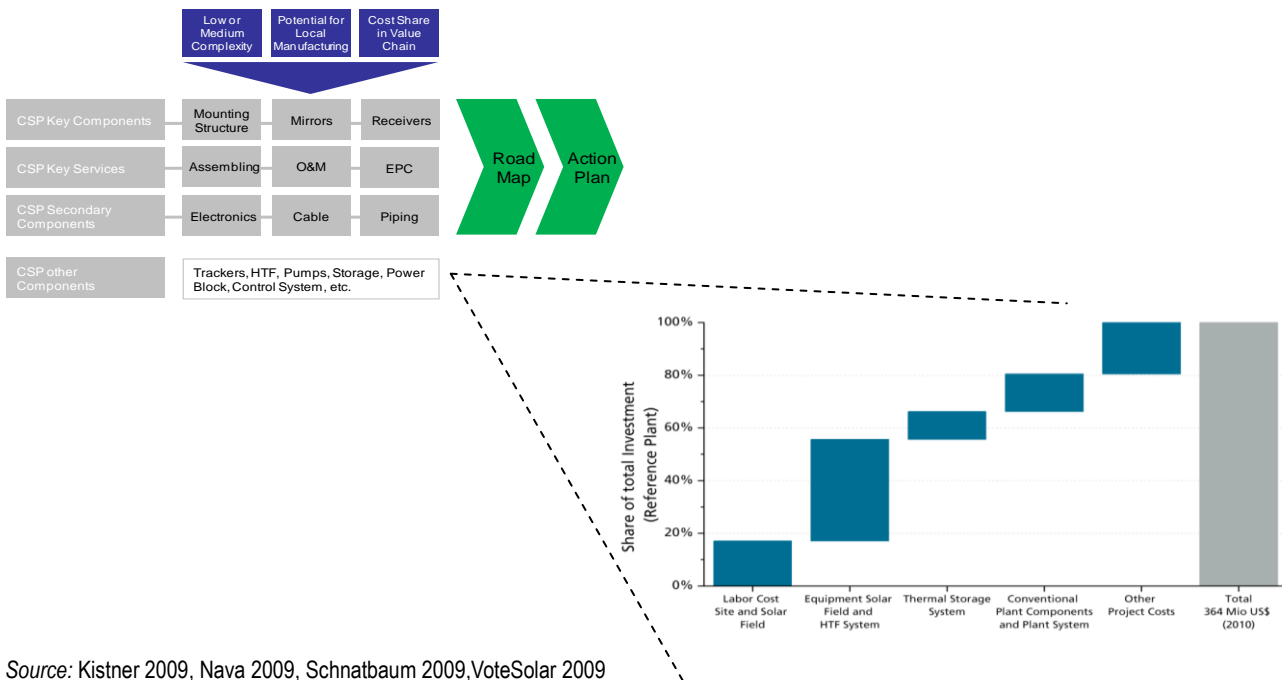 Low or
Medium
Complexity
Potential for
Local
Manufacturing
Cost Share
in Value
Chain
CSP Key Components
Mounting
Structure
Mirrors
Receivers
CSP Key Services
Assembling
O&M
EPC
CSP Secondary
Components
Electronics
Cable
Piping
Road
Map
Action
Plan
CSP other
Components
Trackers, HTF, Pumps, Storage, Power
Block, Control System, etc.
Share of total Investment
(Reference Plant)
100%
80%
60%
40%
20%
0%
Labor Cost
Site and Solar
Field
Equipment Solar
Field and
HTF System
Thermal Storage
System
Conventional
Plant Components
and Plant System
Other
Project Costs
Total
364 Mio US$
(2010)
Source: Kistner 2009, Nava 2009, Schnatbaum 2009,VoteSolar 2009